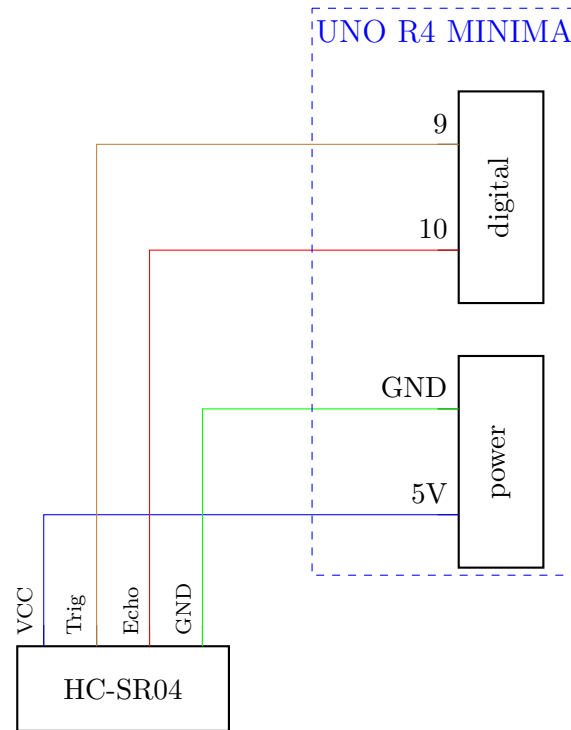 UNO R4 MINIMA
9
10
digital
GND
5V
power
VCC
Trig
Echo
GND
HC-SR04